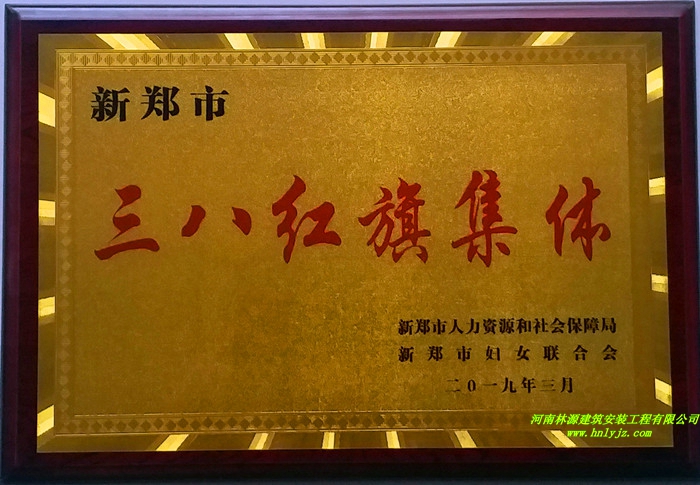 新郑市
三八红旗集体
新郑市人力资源和社会保障局
新郑市妇女联合会
二0一九年三月
河南林源建筑安装工程有限公司
www.hnlyjz.com